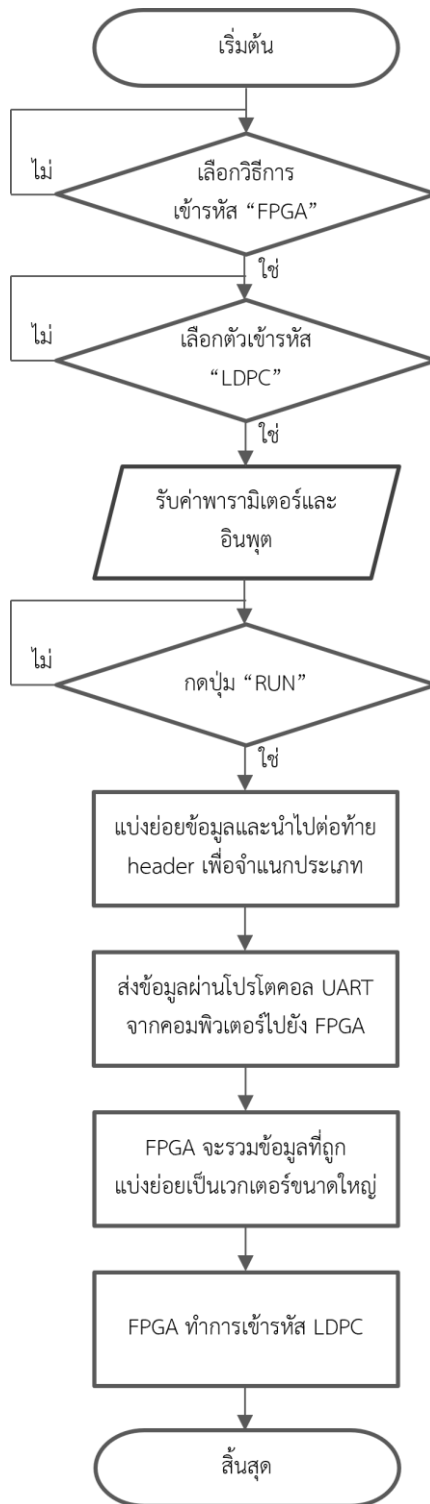 เริ่มต้น
ไม่
เลือกวิธีการ
เข้ารหัส “FPGA”
ใช่
ไม่
เลือกตัวเข้ารหัส
“LDPC”
ใช่
รับค่าพารามิเตอร์และ
อินพุต
ไม่
กดปุ่ม “RUN”
ใช่
แบ่งย่อยข้อมูลและนำไปต่อท้าย
header เพื่อจำแนกประเภท
ส่งข้อมูลผ่านโปรโตคอล UART
จากคอมพิวเตอร์ไปยัง FPGA
FPGA จะรวมข้อมูลที่ถูก
แบ่งย่อยเป็นเวกเตอร์ขนาดใหญ่
FPGA ทำการเข้ารหัส LDPC
สิ้นสุด